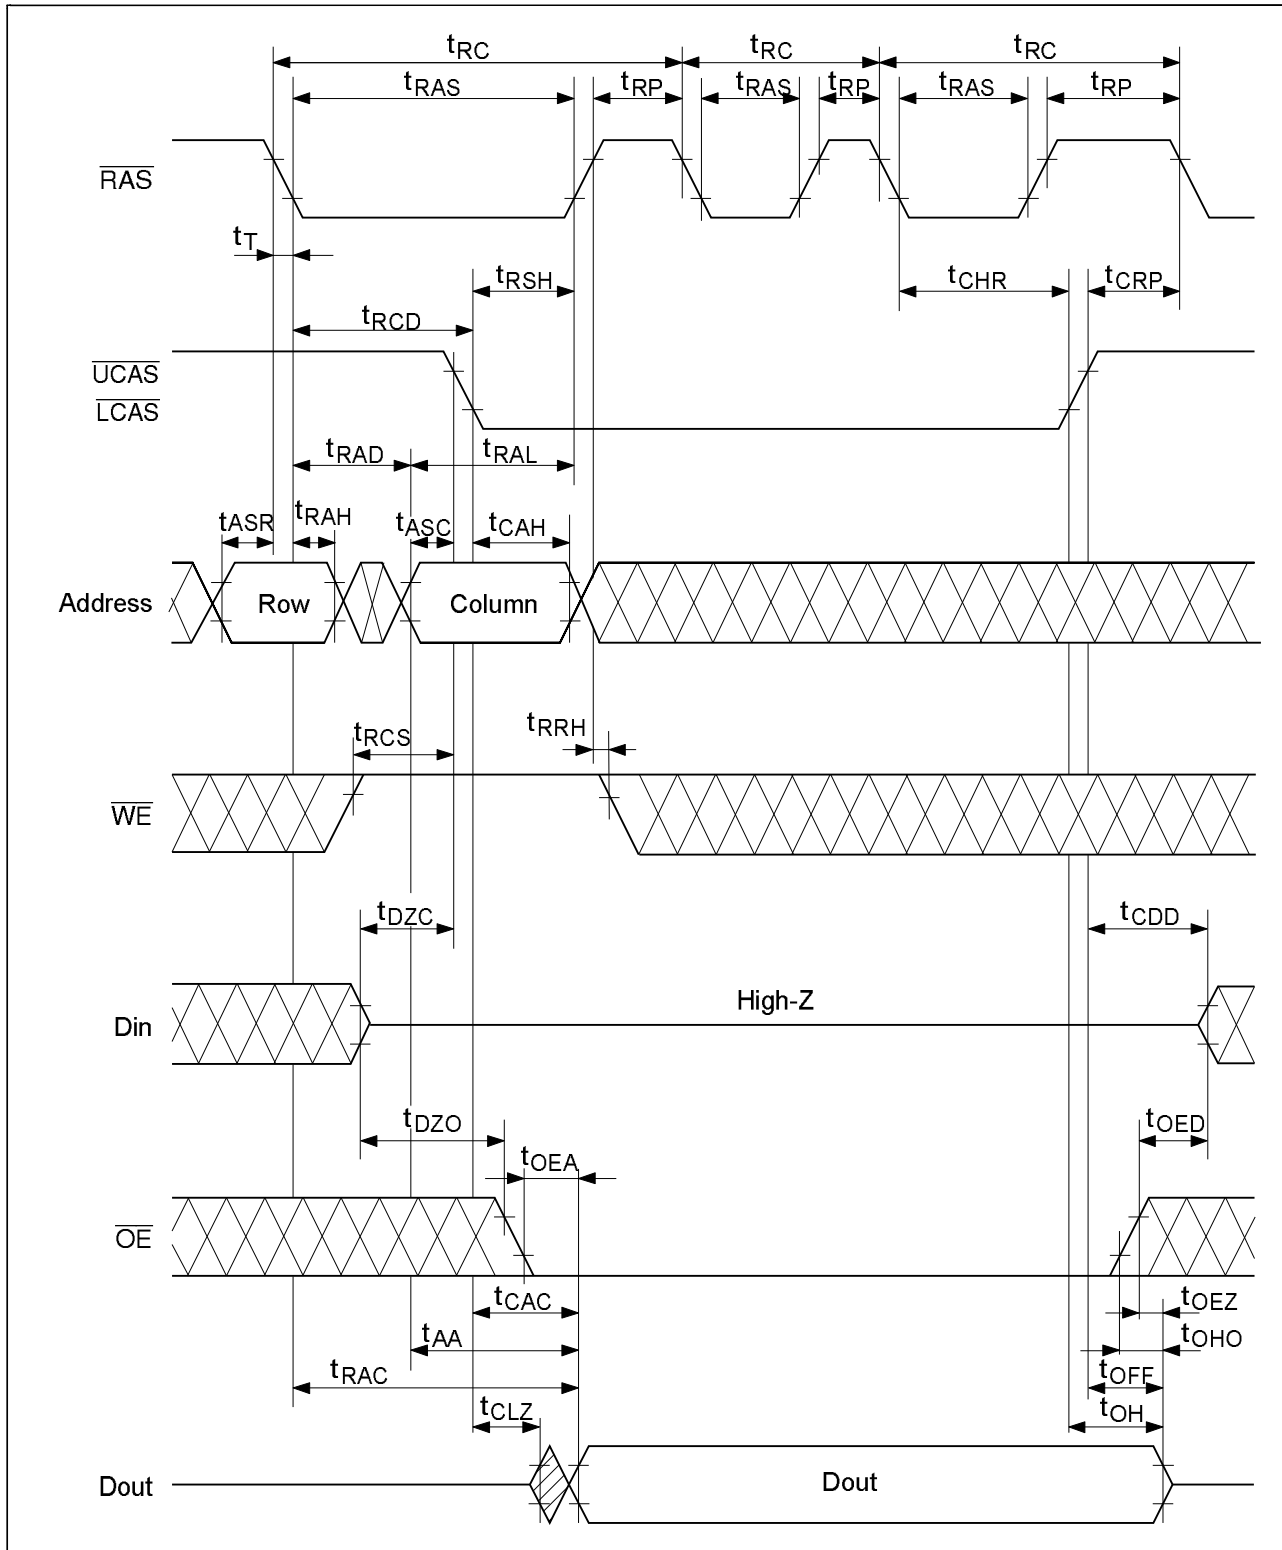 tRC tRC tRC
tRAS tRP tRAS tRP tRAS tRP
RAS
tT
tRSH tCHR tCRP
tRCD
UCAS
LCAS
tRAD tRAL
tASR tRAH tASC tCAH
Address Row Column
tRCS tRRH
WE
tDZC tCDD
High-Z
Din
tDZO tOED
tOEA
OE
tCAC tOEZ
tAA tOHO
tRAC tOFF
tCLZ tOH
Dout Dout